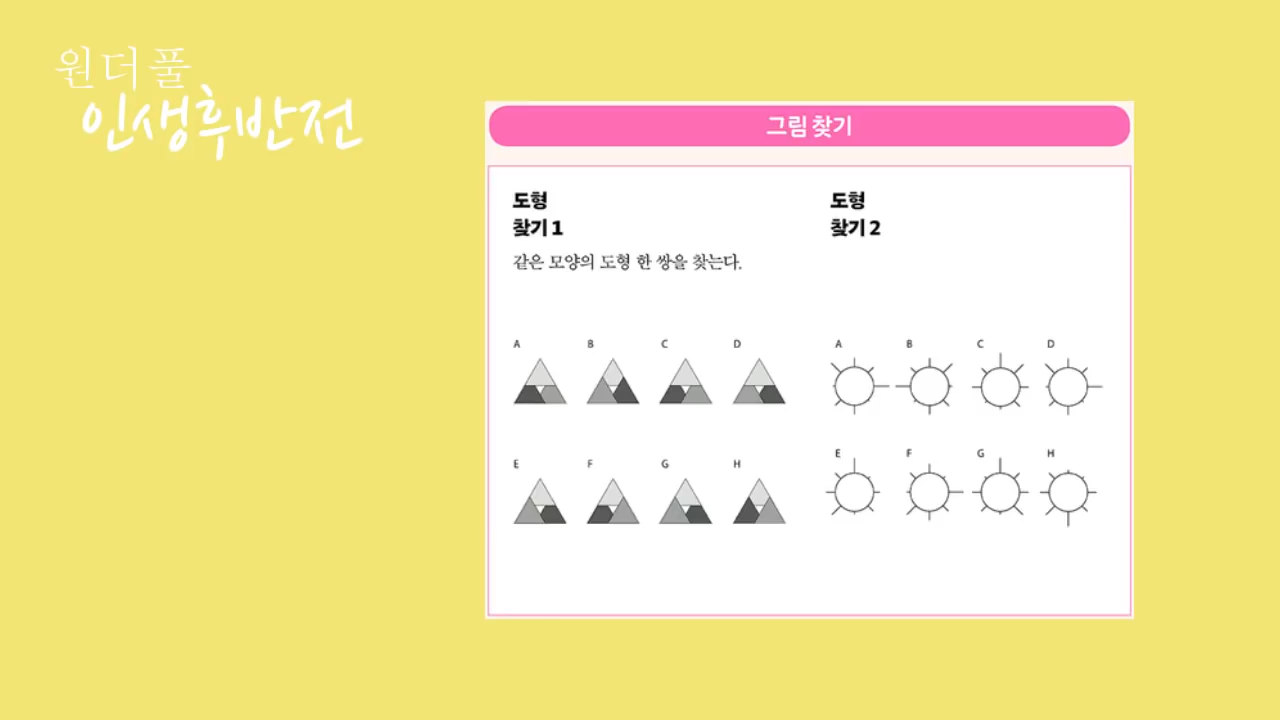 원더풀
인생후반전
그림 찾기
도형
찾기 1
같은 모양의 도형 한 쌍을 찾는다.
A B C D
E F G H
도형
찾기 2
A B C D
E F G H